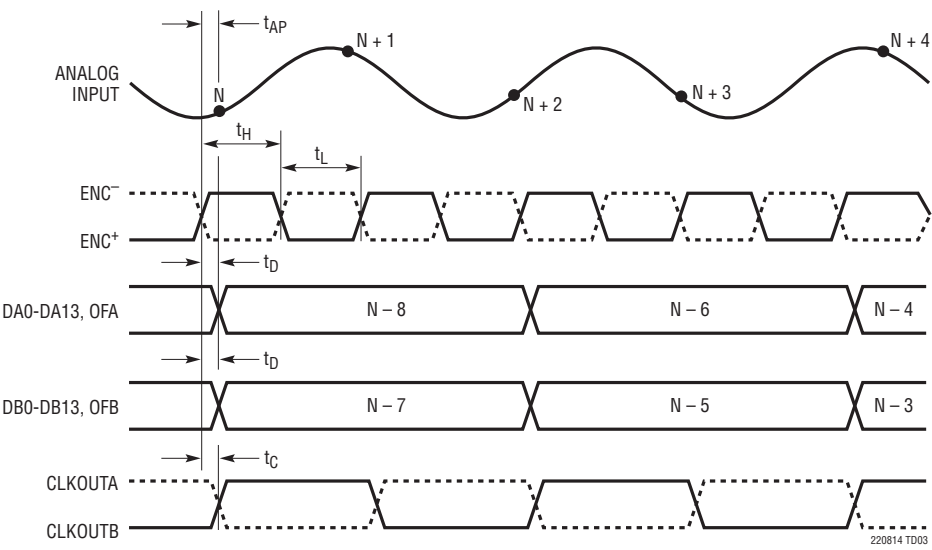 tAP
N + 1
N + 4
ANALOG
INPUT
N
N + 2
N + 3
tH
tL
ENC–
ENC+
tD
DA0-DA13, OFA
N – 8
N – 6
N – 4
tD
DB0-DB13, OFB
N – 7
N – 5
N – 3
tC
CLKOUTA
CLKOUTB
220814 TD03